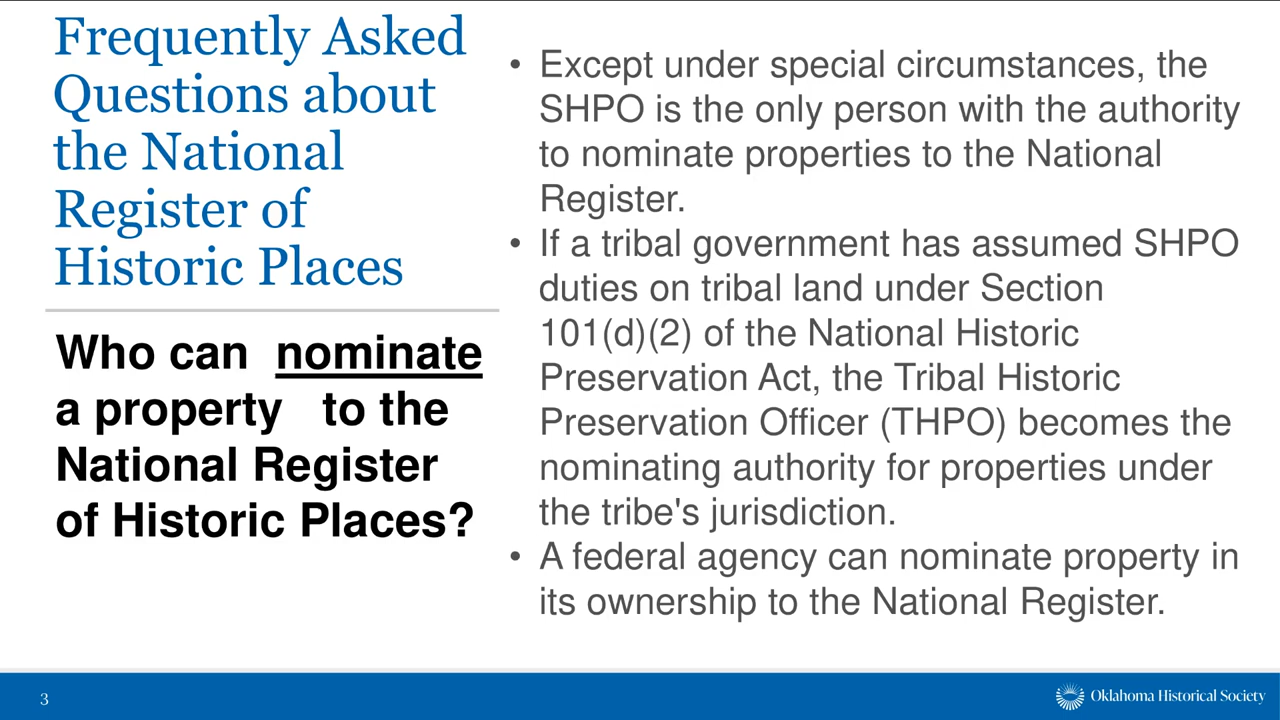 Frequently Asked
Questions about
the National
Register of
Historic Places
Who can nominate
a property to the
National Register
of Historic Places?
• Except under special circumstances, the
SHPO is the only person with the authority
to nominate properties to the National
Register.
• If a tribal government has assumed SHPO
duties on tribal land under Section
101(d)(2) of the National Historic
Preservation Act, the Tribal Historic
Preservation Officer (THPO) becomes the
nominating authority for properties under
the tribe's jurisdiction.
• A federal agency can nominate property in
its ownership to the National Register.
3
Oklahoma Historical Society